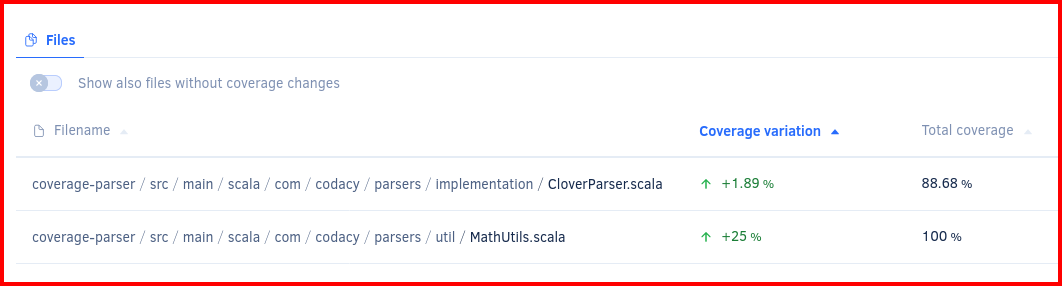 Files
Show also files without coverage changes
Filename Coverage variation Total coverage
coverage-parser / src / main / scala / com / codacy / parsers / implementation / CloverParser.scala +1.89 % 88.68 %
coverage-parser / src / main / scala / com / codacy / parsers / util / MathUtils.scala +25 % 100 %